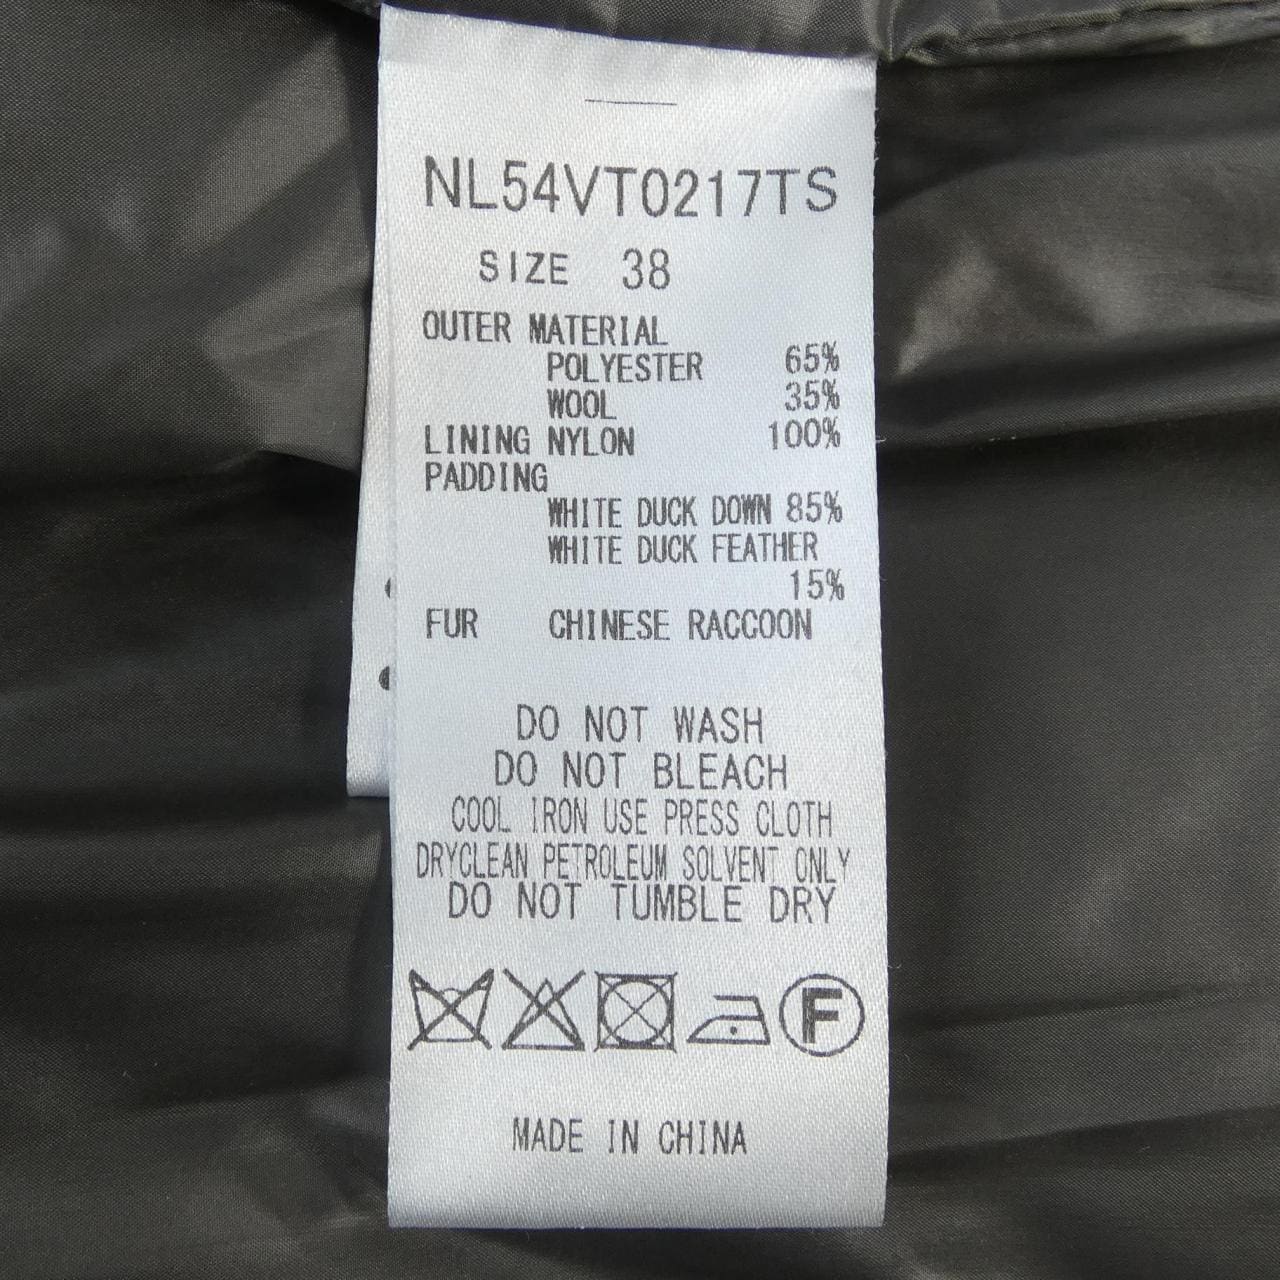 NL54VT0217TS
SIZE 38
OUTER MATERIAL
POLYESTER 65%
WOOL 35%
LINING NYLON 100%
PADDING
WHITE DUCK DOWN 85%
WHITE DUCK FEATHER
15%
FUR CHINESE RACCOON
DO NOT WASH
DO NOT BLEACH
COOL IRON USE PRESS CLOTH
DRYCLEAN PETROLEUM SOLVENT ONLY
DO NOT TUMBLE DRY
F
MADE IN CHINA